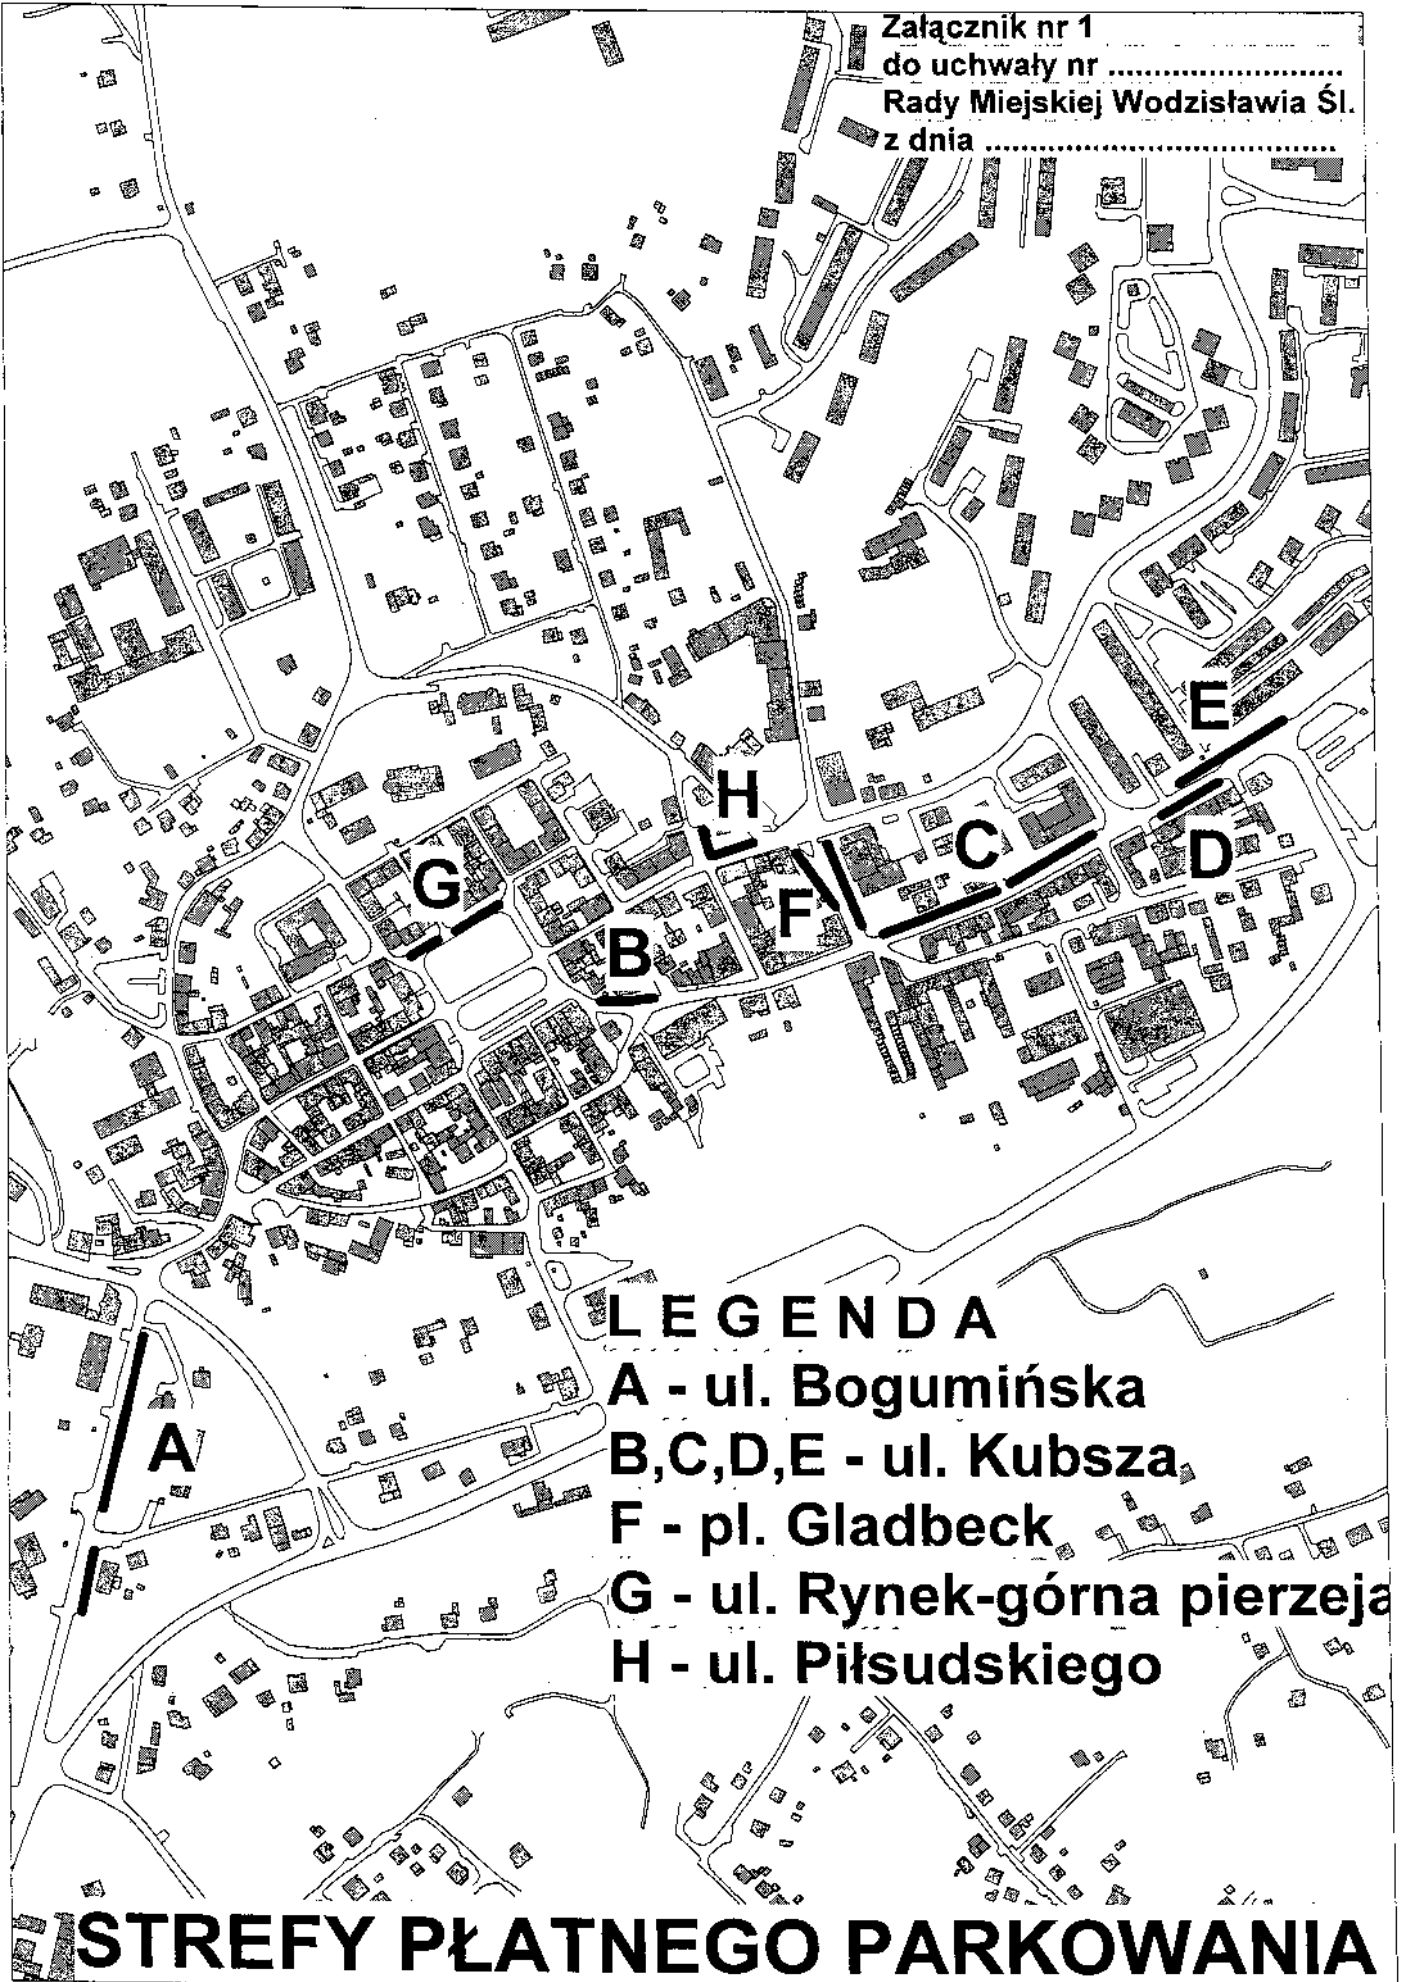 Załącznik nr 1
do uchwały nr ..........................
Rady Miejskiej Wodzisławia Śl.
z dnia ......................................
E
H
C
D
G
F
B
A
L E G E N D A
A - ul. Bogumińska
B,C,D,E - ul. Kubsza
F - pl. Gladbeck
G - ul. Rynek-górna pierzeja
H - ul. Piłsudskiego
STREFY PŁATNEGO PARKOWANIA